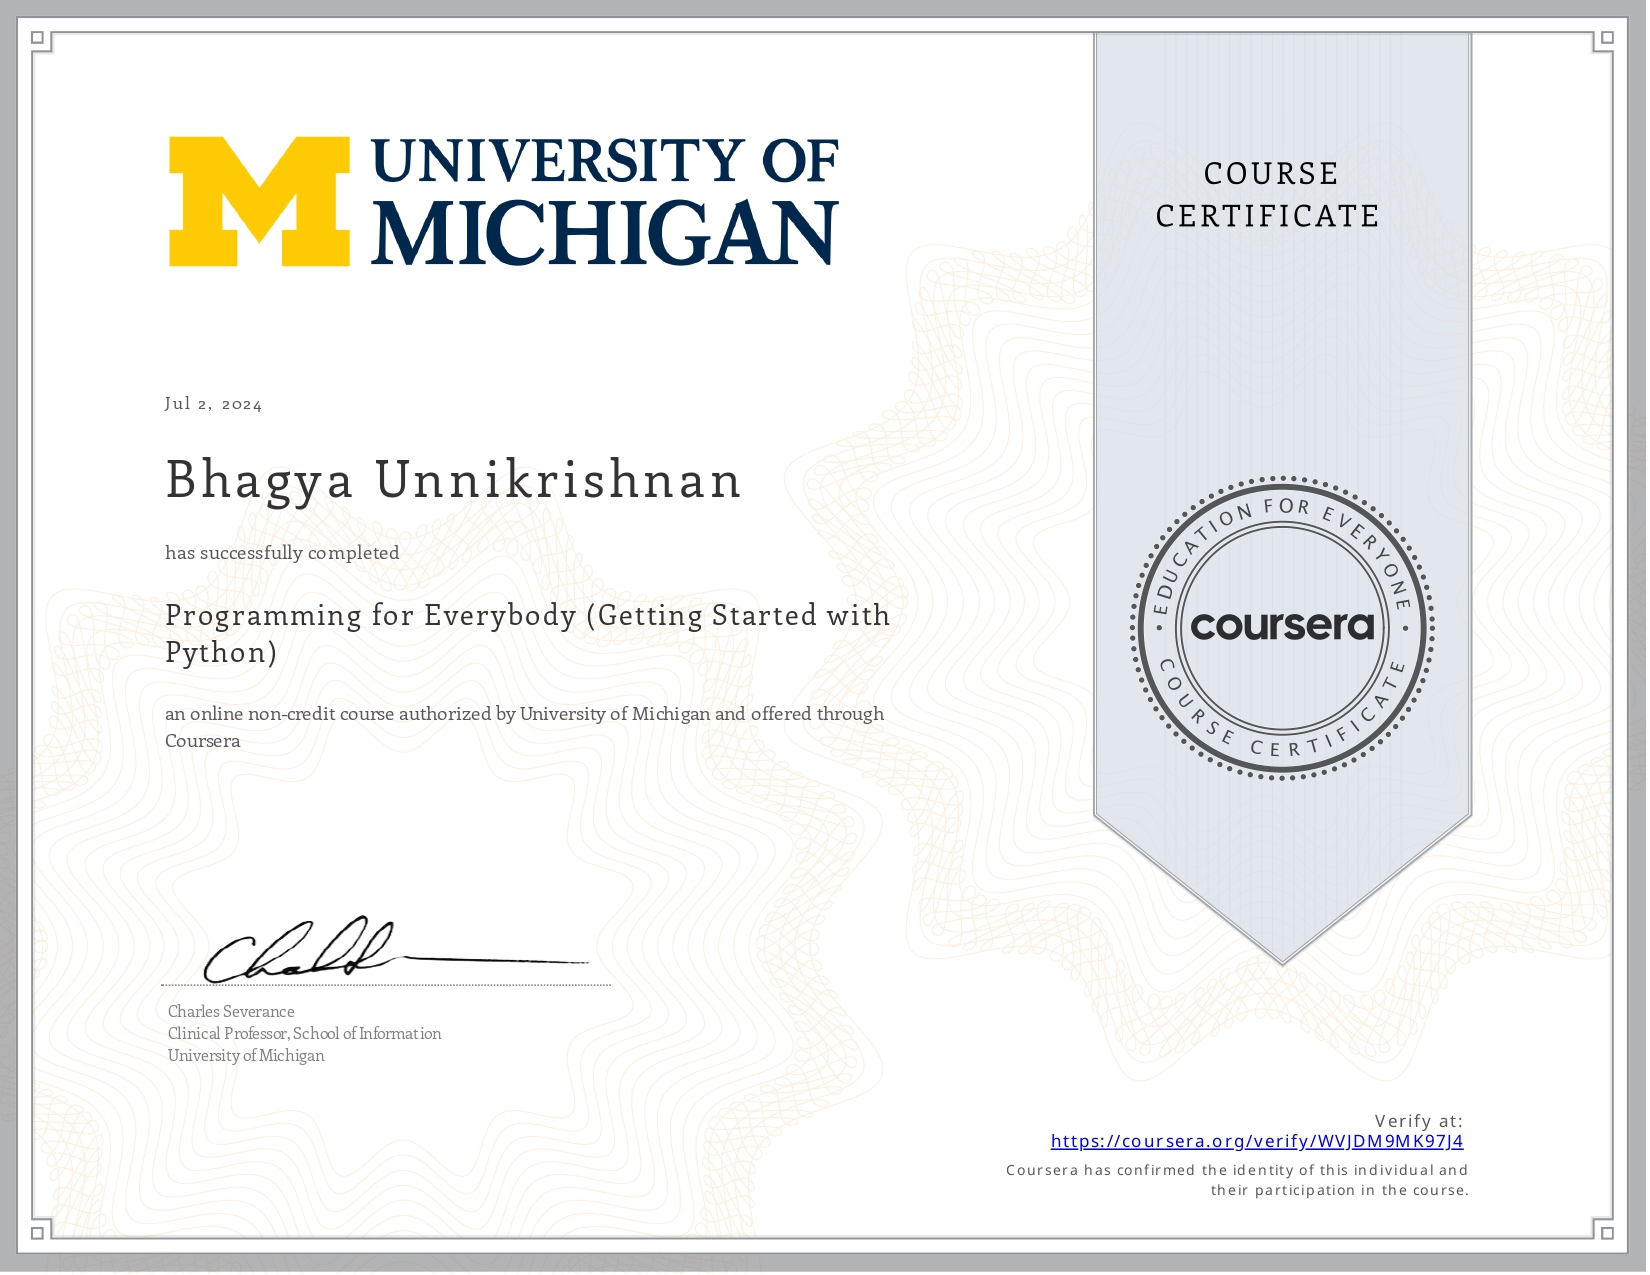 UNIVERSITY OF
MICHIGAN
COURSE
CERTIFICATE
Jul 2, 2024
Bhagya Unnikrishnan
has successfully completed
Programming for Everybody (Getting Started with
Python)
an online non-credit course authorized by University of Michigan and offered through
Coursera
EDUCATION FOR EVERYONE
coursera
COURSE CERTIFICATE
Charles Severance
Clinical Professor, School of Information
University of Michigan
Verify at:
https://coursera.org/verify/WVJDM9MK97J4
Coursera has confirmed the identity of this individual and
their participation in the course.